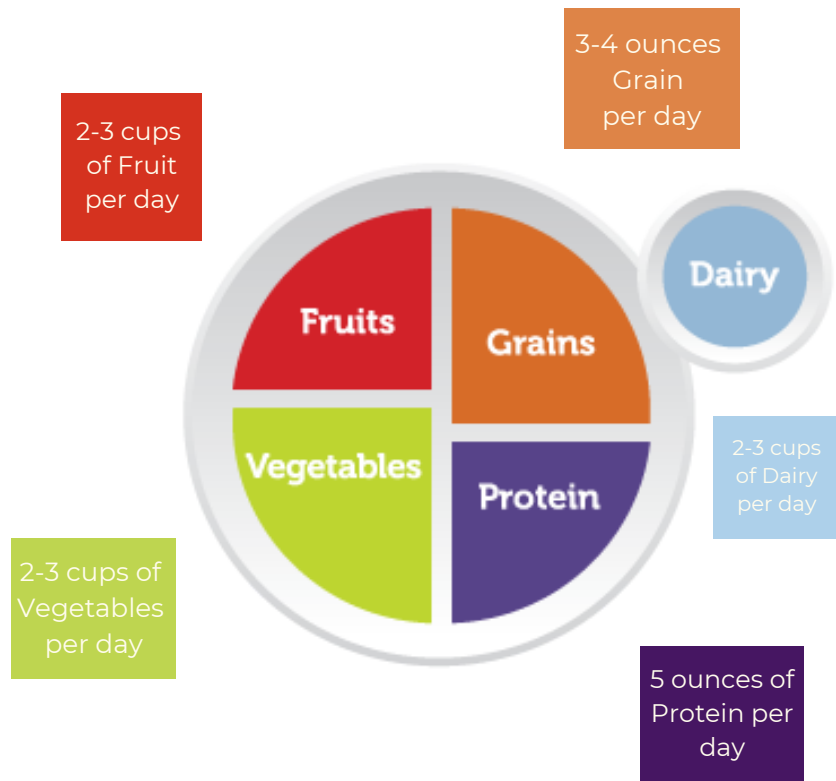 3-4 ounces
Grain
per day
2-3 cups
of Fruit
per day
Fruits
Grains
Dairy
Vegetables
Protein
2-3 cups
of Dairy
per day
2-3 cups of
Vegetables
per day
5 ounces of
Protein per
day